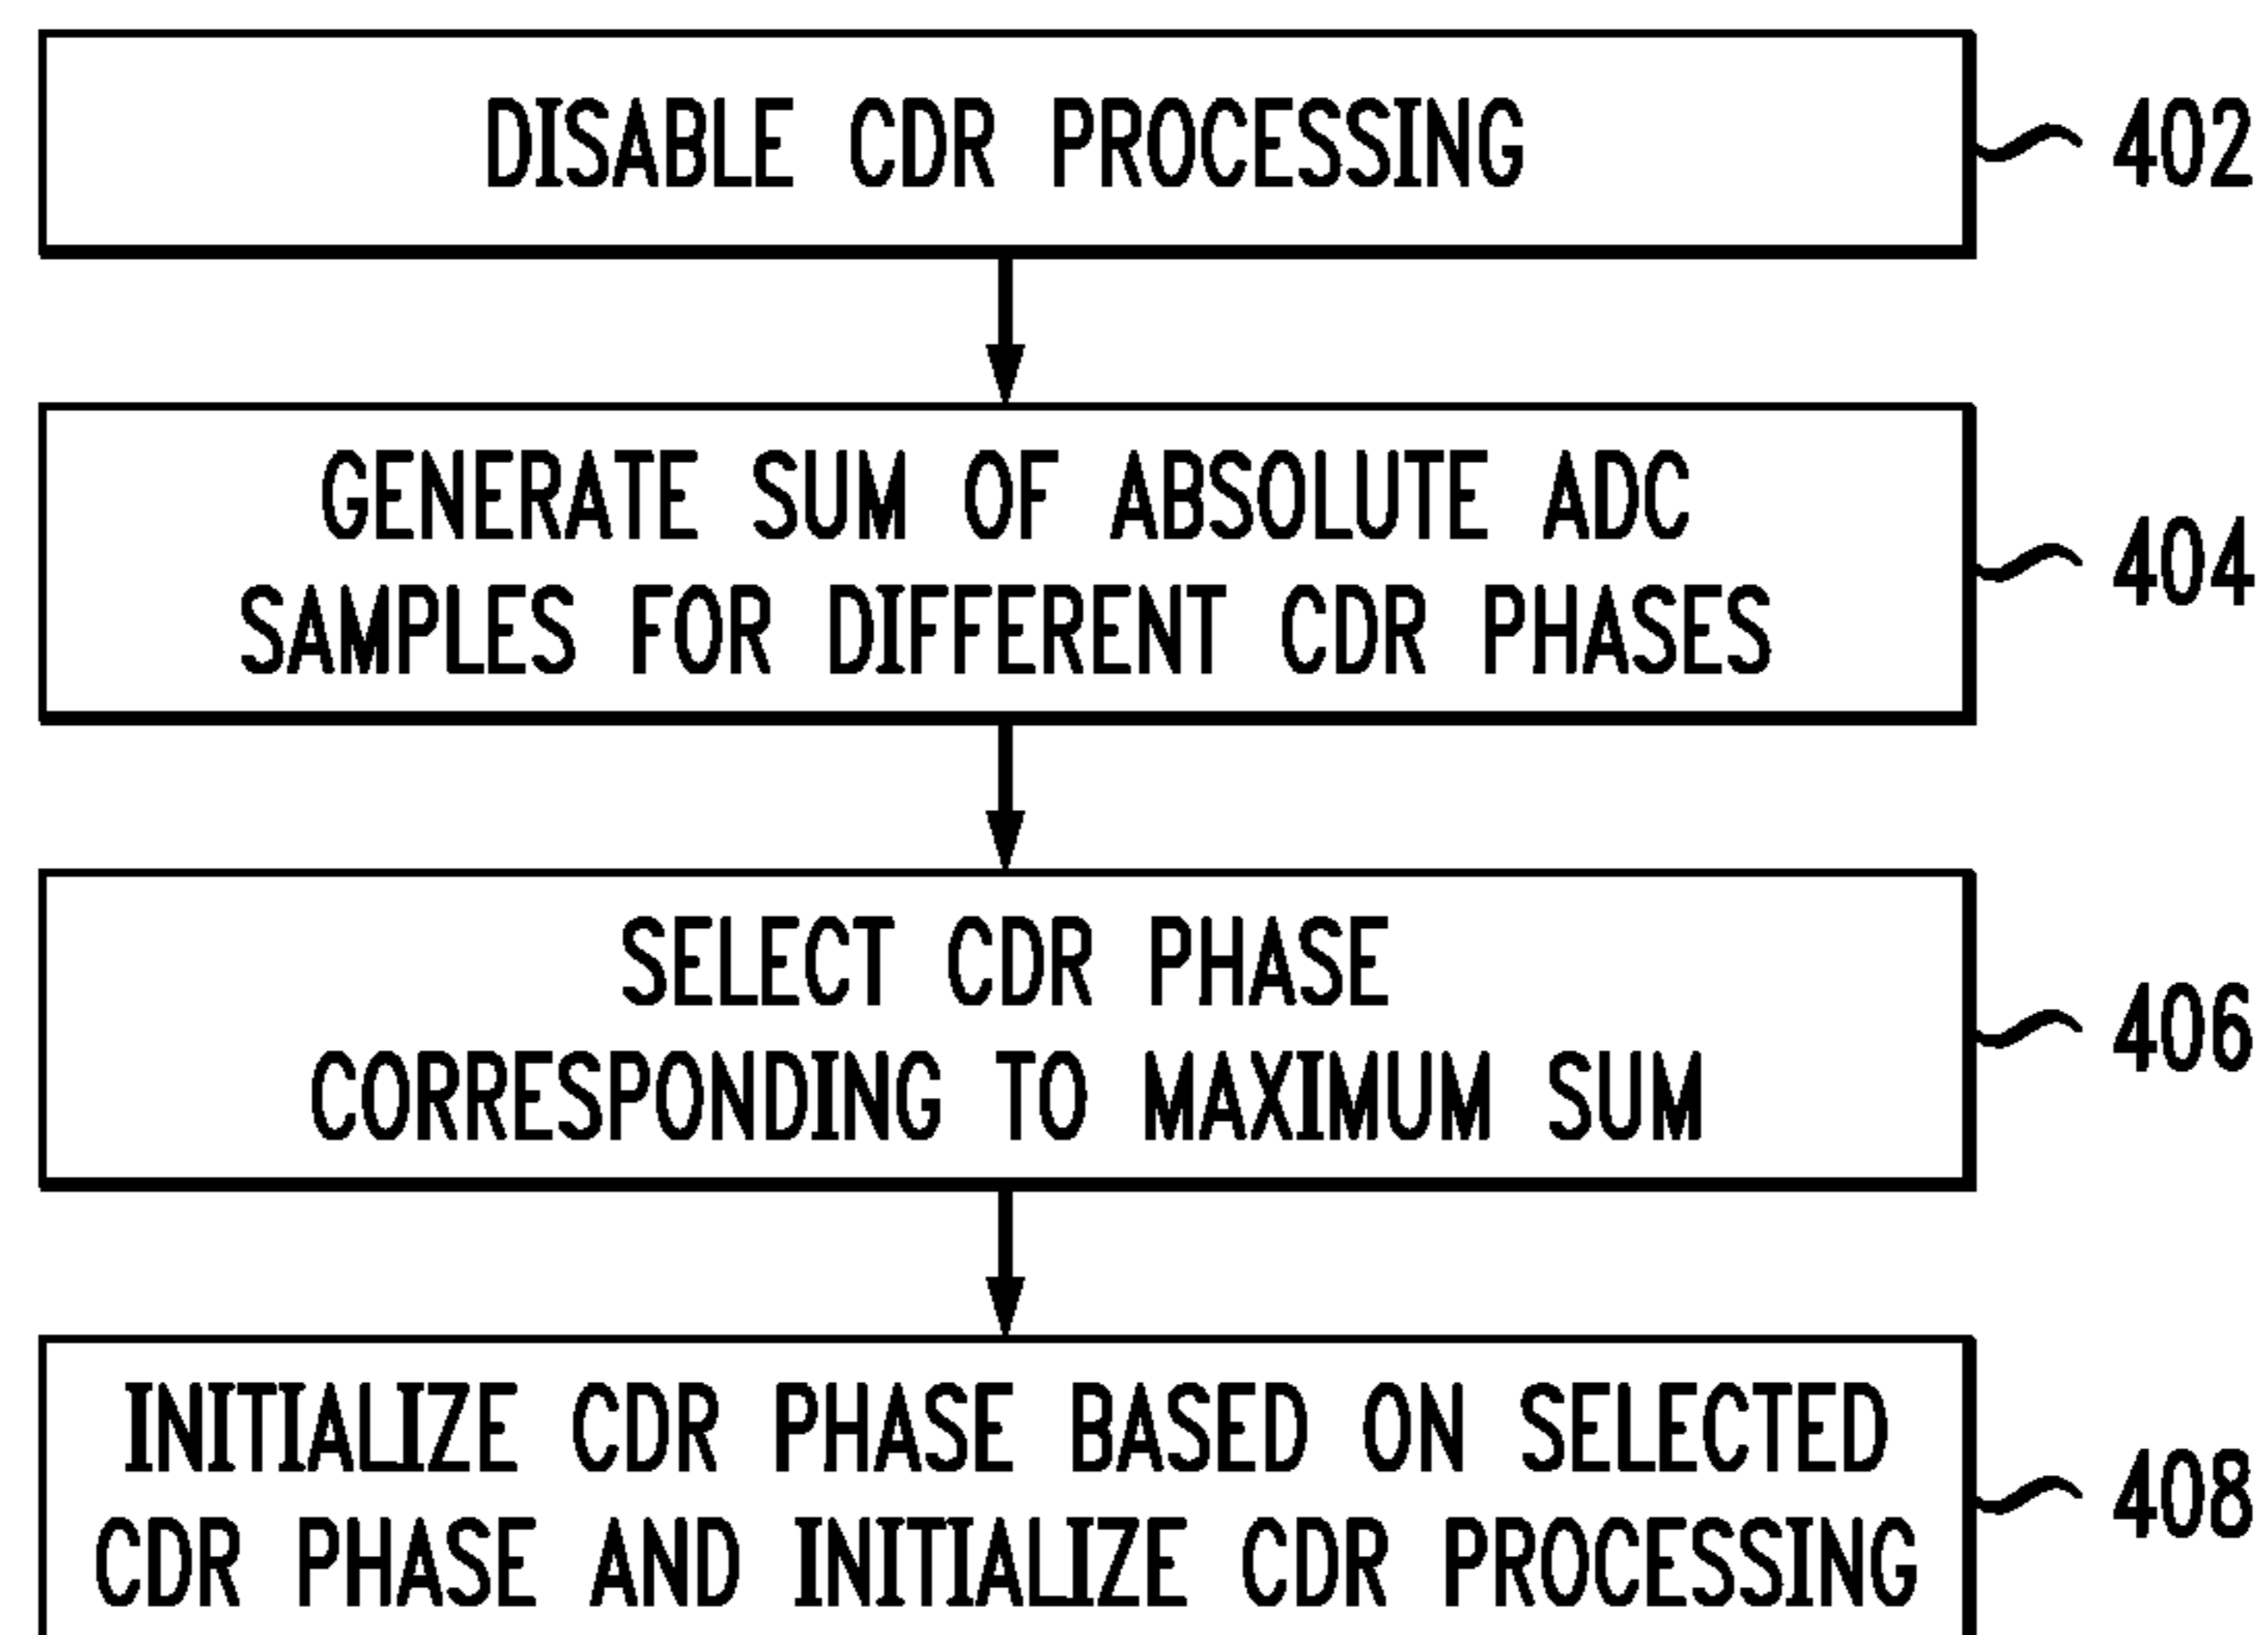 DISABLE CDR PROCESSING
402
GENERATE SUM OF ABSOLUTE ADC
SAMPLES FOR DIFFERENT CDR PHASES
404
SELECT CDR PHASE
CORRESPONDING TO MAXIMUM SUM
406
INITIALIZE CDR PHASE BASED ON SELECTED
CDR PHASE AND INITIALIZE CDR PROCESSING
408